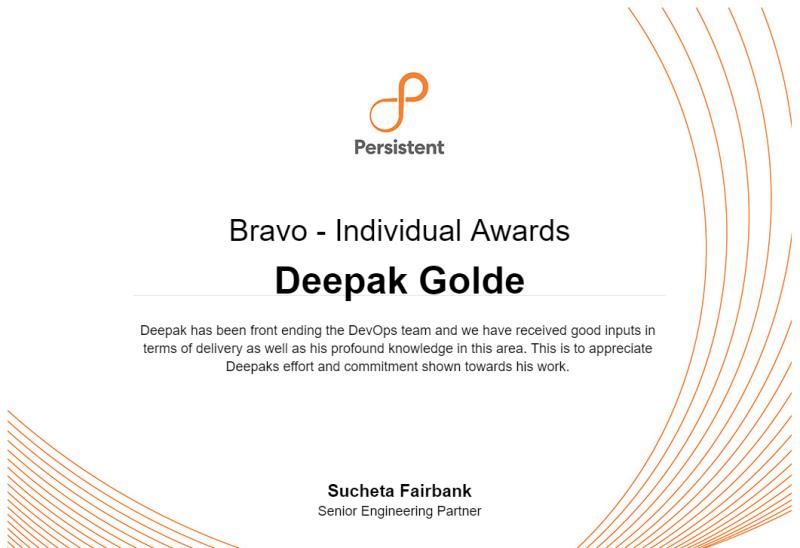 Persistent
Bravo - Individual Awards
Deepak Golde
Deepak has been front ending the DevOps team and we have received good inputs in
terms of delivery as well as his profound knowledge in this area. This is to appreciate
Deepaks effort and commitment shown towards his work.
Sucheta Fairbank
Senior Engineering Partner